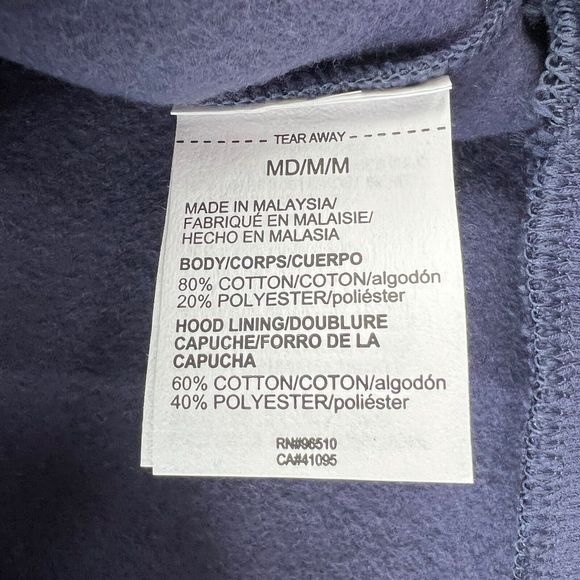 TEAR AWAY
MD/M/M
MADE IN MALAYSIA/
FABRIQUÉ EN MALAISIE/
HECHO EN MALASIA
BODY/CORPS/CUERPO
80% COTTON/COTON/algodón
20% POLYESTER/poliéster
HOOD LINING/DOUBLURE
CAPUCHE/FORRO DE LA
CAPUCHA
60% COTTON/COTON/algodón
40% POLYESTER/poliéster
RN#96510
CA#41095